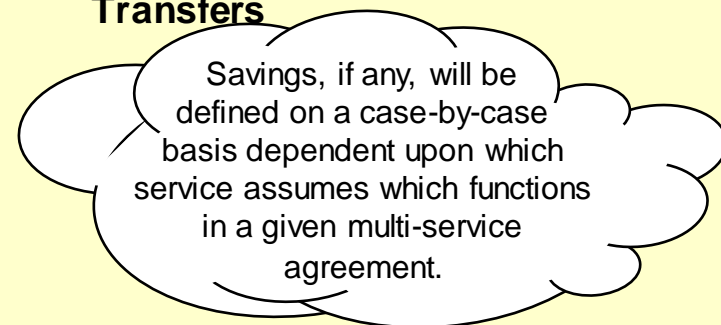 Transfers
Savings, if any, will be
defined on a case-by-case
basis dependent upon which
service assumes which functions
in a given multi-service
agreement.